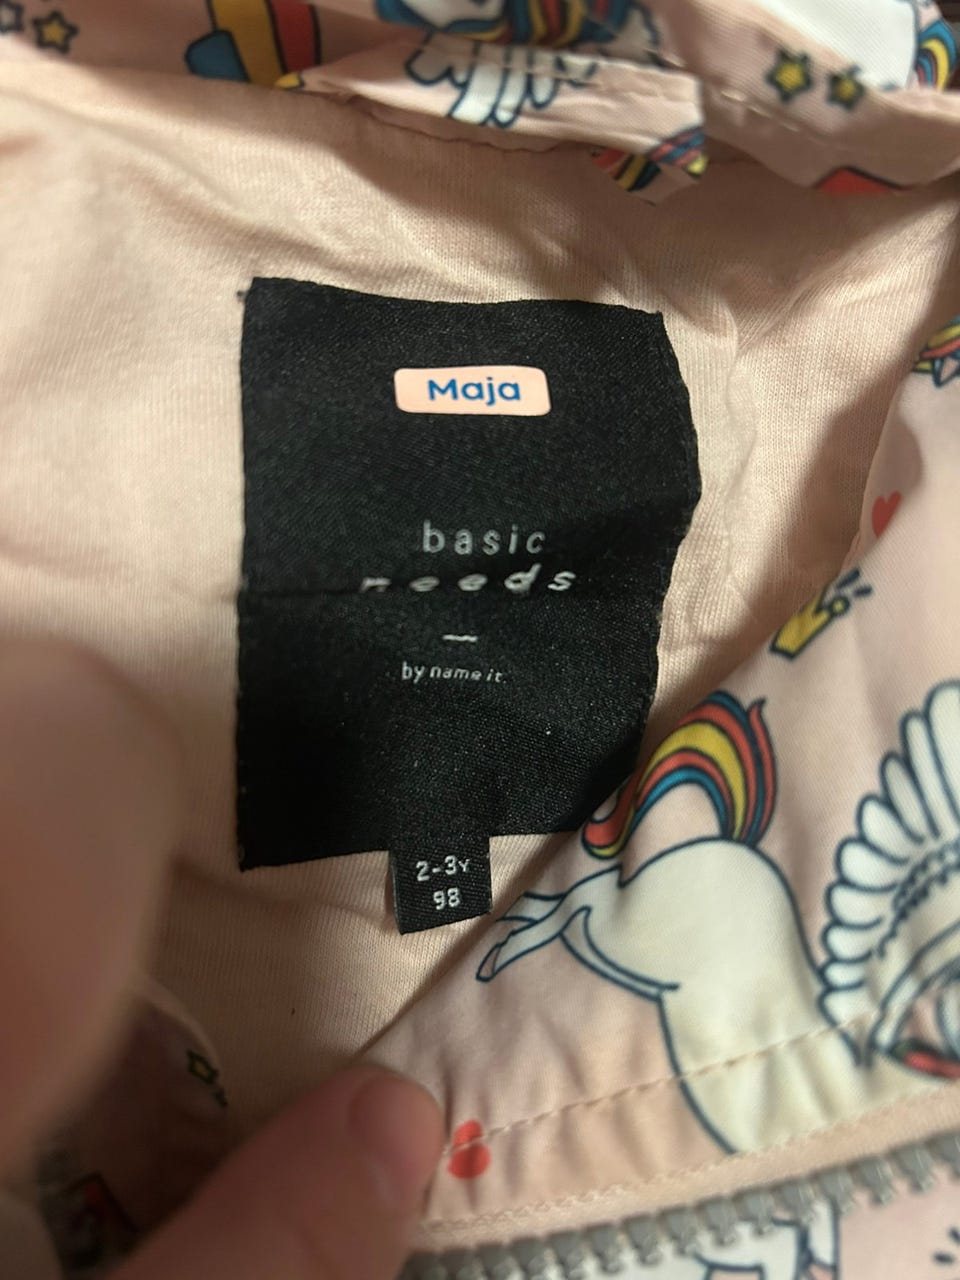 Maja
basic
needs
by name it.
2-3Y
98